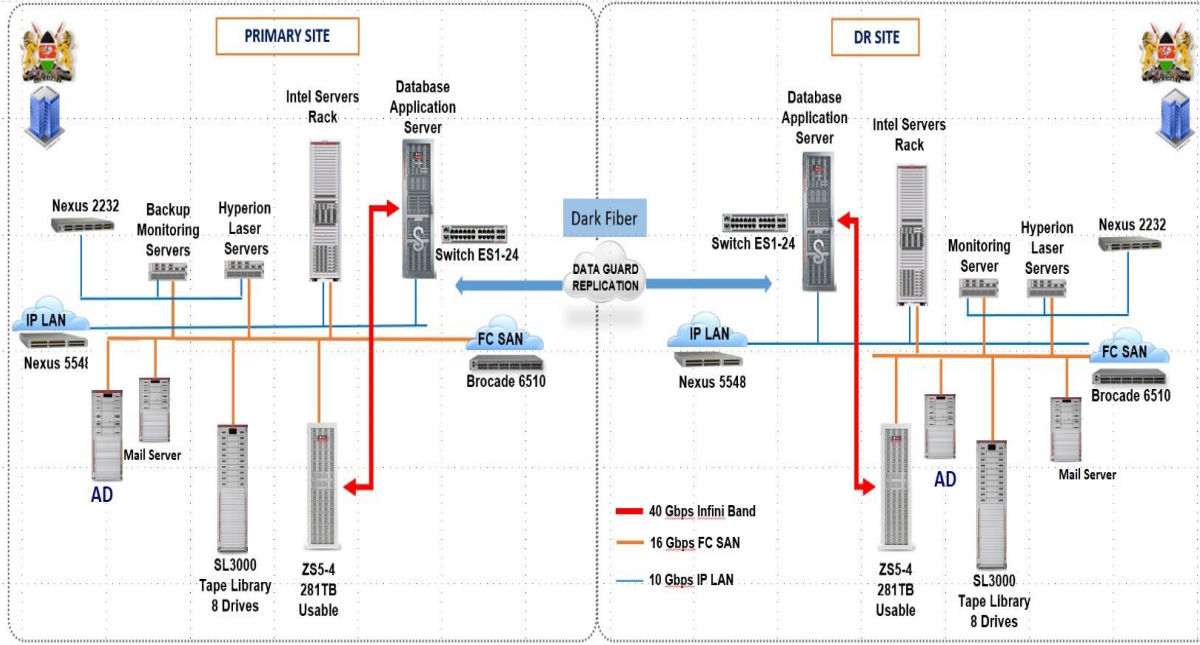 PRIMARY SITE
Intel Servers
Rack
Database
Application
Server
Nexus 2232
Backup
Monitoring
Servers
Hyperion
Laser
Servers
Switch ES1-24
IP LAN
Nexus 5548
FC SAN
Brocade 6510
Mail Server
AD
SL3000
Tape Library
8 Drives
ZS5-4
281TB
Usable
Dark Fiber
DATA GUARD
REPLICATION
DR SITE
Database
Application
Server
Intel Servers
Rack
Switch ES1-24
Monitoring
Server
Hyperion
Laser
Servers
Nexus 2232
IP LAN
Nexus 5548
FC SAN
Brocade 6510
AD
Mail Server
40 Gbps Infini Band
16 Gbps FC SAN
10 Gbps IP LAN
ZS5-4
281TB
Usable
SL3000
Tape Library
8 Drives